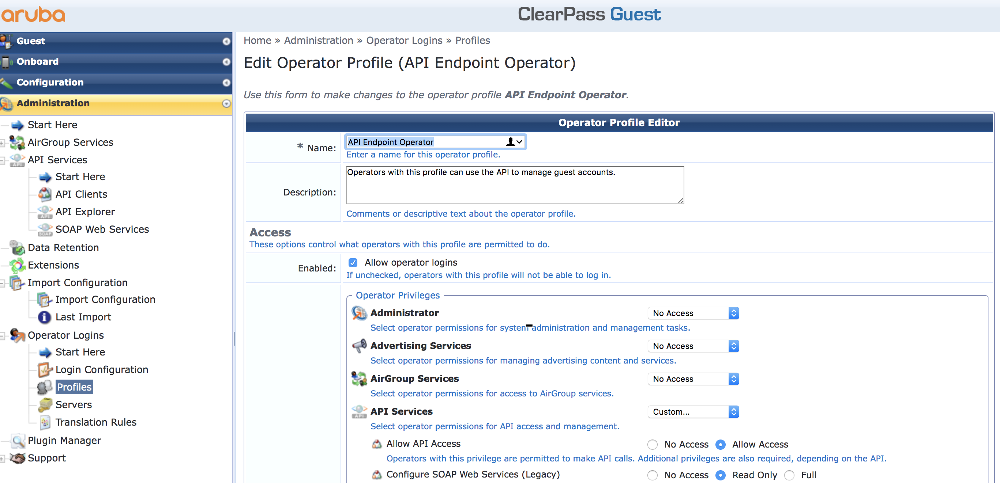 aruba
ClearPass Guest
Guest
Onboard
Configuration
Administration
Start Here
AirGroup Services
API Services
Start Here
API Clients
API Explorer
SOAP Web Services
Data Retention
Extensions
Import Configuration
Import Configuration
Last Import
Operator Logins
Start Here
Login Configuration
Profiles
Servers
Translation Rules
Plugin Manager
Support
Home » Administration » Operator Logins » Profiles
Edit Operator Profile (API Endpoint Operator)
Use this form to make changes to the operator profile API Endpoint Operator.
Operator Profile Editor
* Name: API Endpoint Operator
Enter a name for this operator profile.
Description: Operators with this profile can use the API to manage guest accounts.
Comments or descriptive text about the operator profile.
Access
These options control what operators with this profile are permitted to do.
Enabled: Allow operator logins
If unchecked, operators with this profile will not be able to log in.
Operator Privileges
Administrator No Access
Select operator permissions for system administration and management tasks.
Advertising Services No Access
Select operator permissions for managing advertising content and services.
AirGroup Services No Access
Select operator permissions for access to AirGroup services.
API Services Custom...
Select operator permissions for API access and management.
Allow API Access No Access Allow Access
Operators with this privilege are permitted to make API calls. Additional privileges are also required, depending on the API.
Configure SOAP Web Services (Legacy) No Access Read Only Full